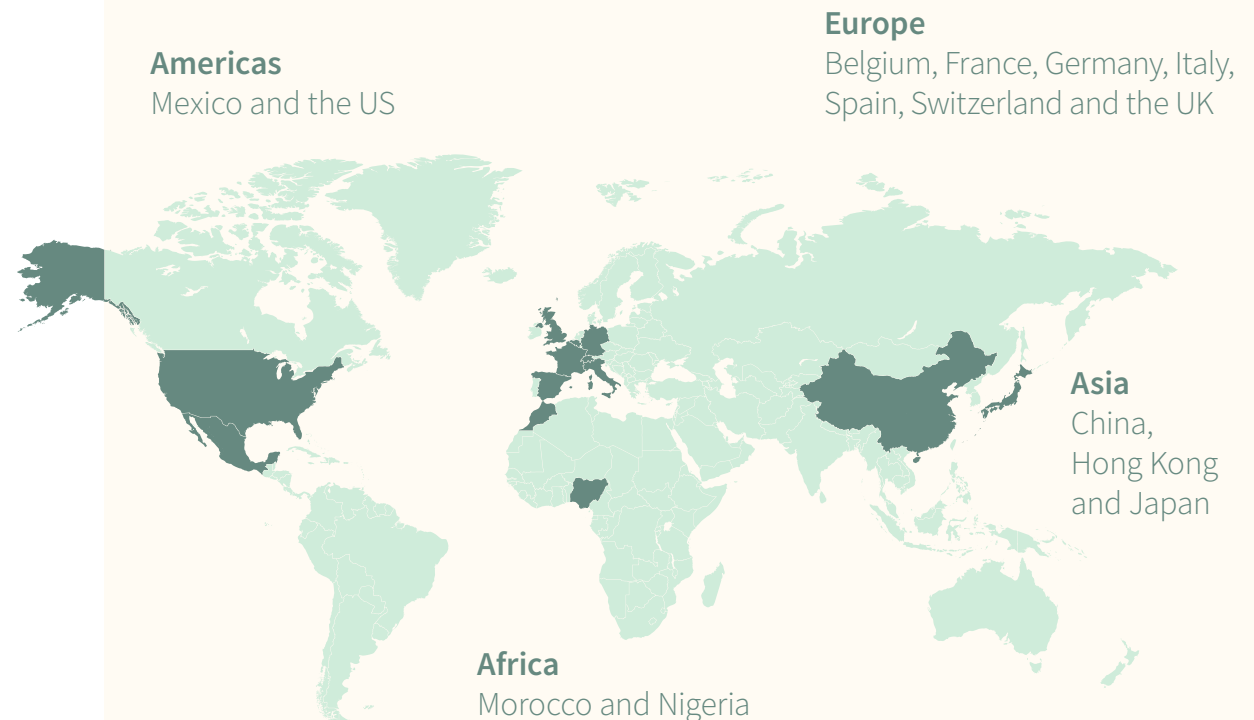 Americas
Mexico and the US
Europe
Belgium, France, Germany, Italy,
Spain, Switzerland and the UK
Asia
China,
Hong Kong
and Japan
Africa
Morocco and Nigeria